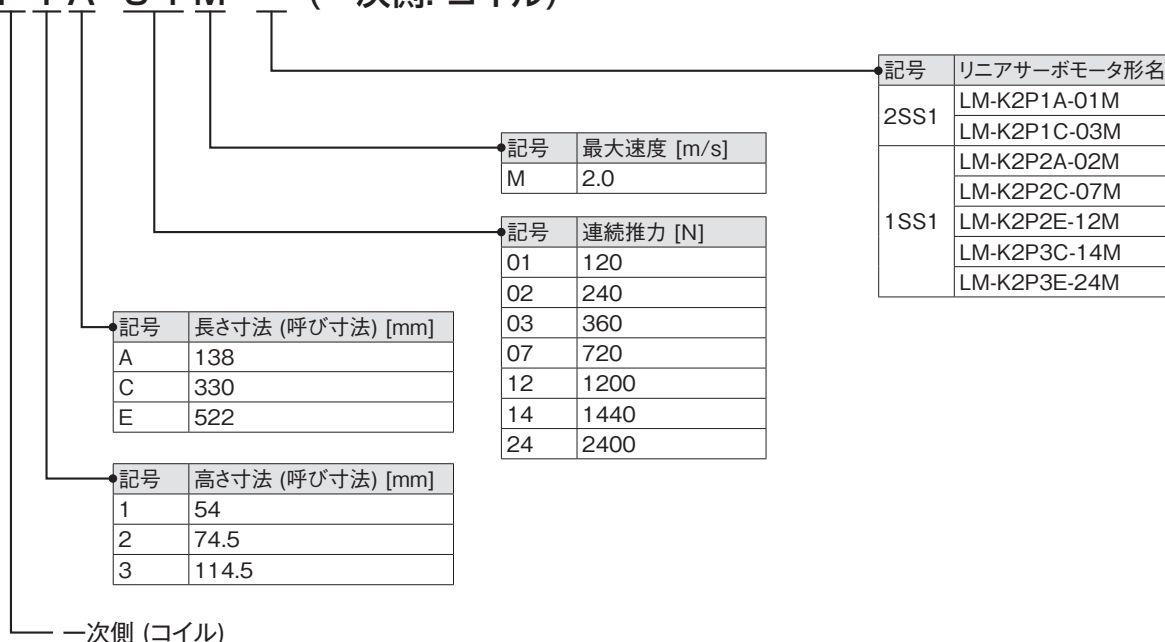 (一次側: コイル)
記号 リニアサーボモータ形名
2SS1 LM-K2P1A-01M
LM-K2P1C-03M
1SS1 LM-K2P2A-02M
LM-K2P2C-07M
LM-K2P2E-12M
LM-K2P3C-14M
LM-K2P3E-24M
記号 最大速度 [m/s]
M 2.0
記号 連続推力 [N]
01 120
02 240
03 360
07 720
12 1200
14 1440
24 2400
記号 長さ寸法 (呼び寸法) [mm]
A 138
C 330
E 522
記号 高さ寸法 (呼び寸法) [mm]
1 54
2 74.5
3 114.5
一次側 (コイル)